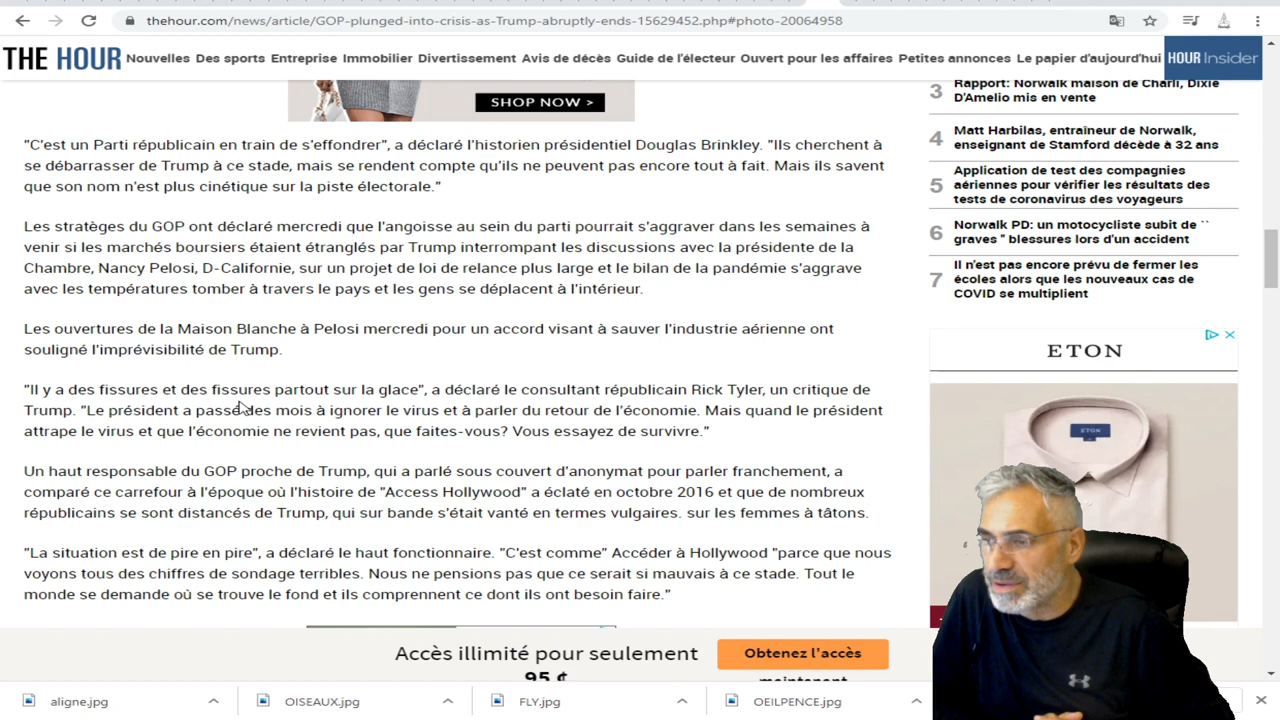 thehour.com/news/article/GOP-plunged-into-crisis-as-Trump-abruptly-ends-15629452.php#photo-20064958
THE HOUR
Nouvelles Des sports Entreprise Immobilier Divertissement Avis de décès Guide de l'électeur Ouvert pour les affaires Petites annonces Le papier d'aujourd'hui
HOUR Insider
SHOP NOW >
"C'est un Parti républicain en train de s'effondrer", a déclaré l'historien présidentiel Douglas Brinkley. "Ils cherchent à
se débarrasser de Trump à ce stade, mais se rendent compte qu'ils ne peuvent pas encore tout à fait. Mais ils savent
que son nom n'est plus cinétique sur la piste électorale."
Les stratèges du GOP ont déclaré mercredi que l'angoisse au sein du parti pourrait s'aggraver dans les semaines à
venir si les marchés boursiers étaient étranglés par Trump interrompant les discussions avec la présidente de la
Chambre, Nancy Pelosi, D-Californie, sur un projet de loi de relance plus large et le bilan de la pandémie s'aggrave
avec les températures tomber à travers le pays et les gens se déplacent à l'intérieur.
Les ouvertures de la Maison Blanche à Pelosi mercredi pour un accord visant à sauver l'industrie aérienne ont
souligné l'imprévisibilité de Trump.
"Il y a des fissures et des fissures partout sur la glace", a déclaré le consultant républicain Rick Tyler, un critique de
Trump. "Le président a passé des mois à ignorer le virus et à parler du retour de l'économie. Mais quand le président
attrape le virus et que l'économie ne revient pas, que faites-vous? Vous essayez de survivre."
Un haut responsable du GOP proche de Trump, qui a parlé sous couvert d'anonymat pour parler franchement, a
comparé ce carrefour à l'époque où l'histoire de "Access Hollywood" a éclaté en octobre 2016 et que de nombreux
républicains se sont distancés de Trump, qui sur bande s'était vanté en termes vulgaires. sur les femmes à tâtons.
"La situation est de pire en pire", a déclaré le haut fonctionnaire. "C'est comme" Accéder à Hollywood "parce que nous
voyons tous des chiffres de sondage terribles. Nous ne pensions pas que ce serait si mauvais à ce stade. Tout le
monde se demande où se trouve le fond et ils comprennent ce dont ils ont besoin faire."
3 Rapport: Norwalk maison de Charli, Dixie
D'Amelio mis en vente
4 Matt Harbilas, entraîneur de Norwalk,
enseignant de Stamford décède à 32 ans
5 Application de test des compagnies
aériennes pour vérifier les résultats des
tests de coronavirus des voyageurs
6 Norwalk PD: un motocycliste subit de ``
graves '' blessures lors d'un accident
7 Il n'est pas encore prévu de fermer les
écoles alors que les nouveaux cas de
COVID se multiplient
ETON
ETON
Accès illimité pour seulement
95 ¢
Obtenez l'accès
maintenant
aligne.jpg
OISEAUX.jpg
FLY.jpg
OEILPENCE.jpg